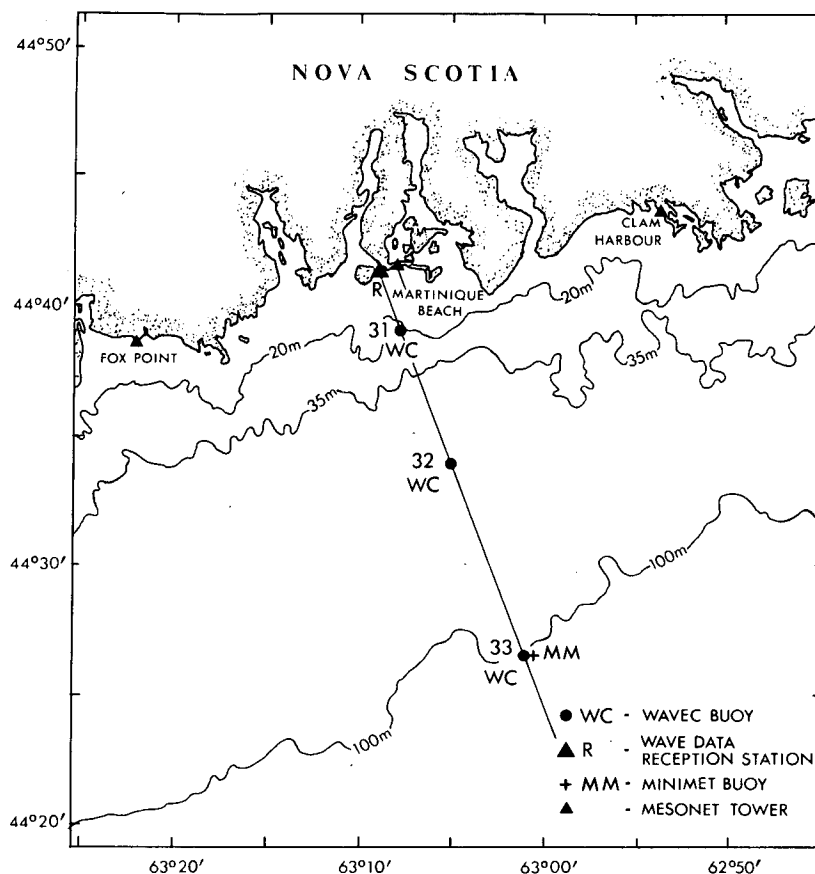 44°50′
NOVA SCOTIA
CLAM
HARBOUR
44°40′
R
MARTINIQUE
BEACH
20m
31
WC
20m
FOX POINT
35m
35m
32
WC
44°30′
100m
33
WC
MM
100m
● WC - WAVEC BUOY
▲ R - WAVE DATA
RECEPTION STATION
+ MM - MINIMET BUOY
▲ - MESONET TOWER
44°20′
63°20′ 63°10′ 63°00′ 62°50′